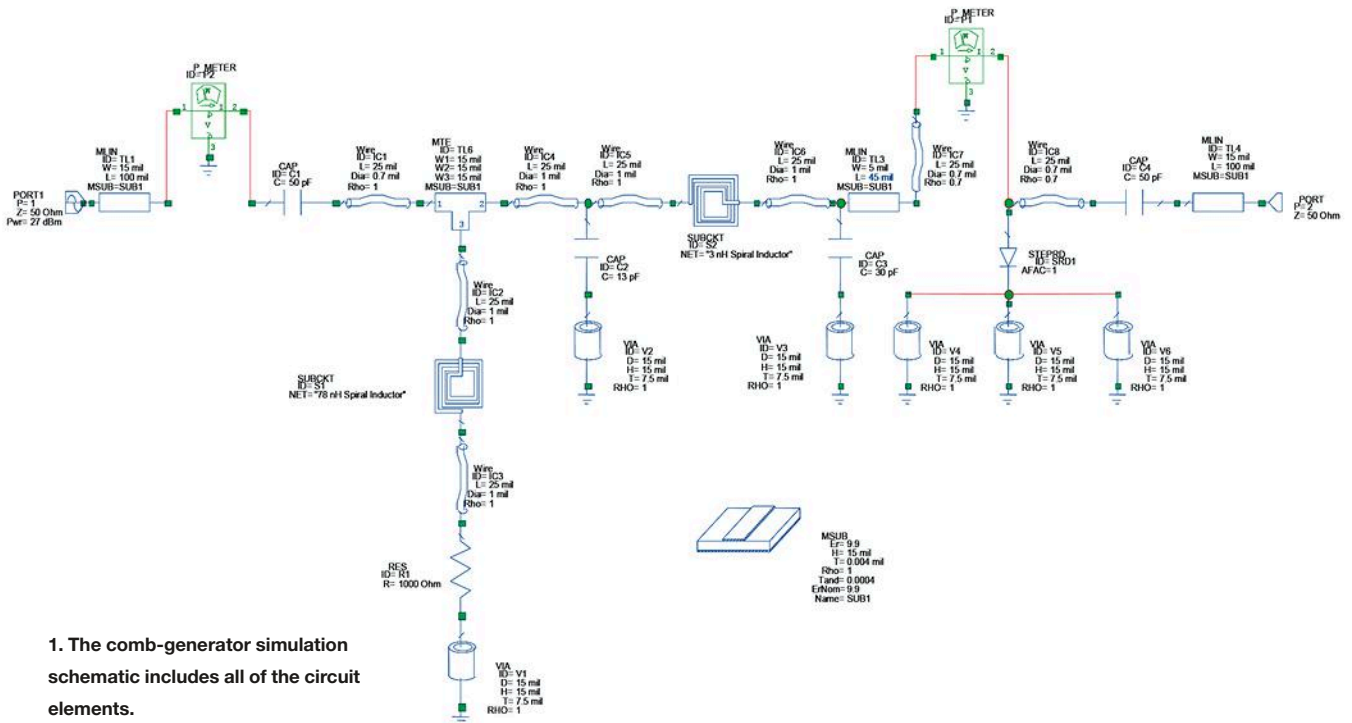 PORT1
P= 1
Z= 50 Ohm
Pwr= 27 dBm
MLIN
ID= TL1
W= 15 mil
L= 100 mil
MSUB=SUB1
P_METER
ID= P2
1
2
3
CAP
ID= C1
C= 50 pF
Wire
ID= IC1
L= 25 mil
Dia= 0.7 mil
Rho= 1
MTE
ID= TL6
W1= 15 mil
W2= 15 mil
W3= 15 mil
MSUB=SUB1
1
2
3
Wire
ID= IC4
L= 25 mil
Dia= 1 mil
Rho= 1
Wire
ID= IC5
L= 25 mil
Dia= 1 mil
Rho= 1
CAP
ID= C2
C= 13 pF
VIA
ID= V2
D= 15 mil
H= 15 mil
T= 7.5 mil
RHO= 1
SUBCKT
ID= S2
NET= "3 nH Spiral Inductor"
Wire
ID= IC6
L= 25 mil
Dia= 1 mil
Rho= 1
MLIN
ID= TL3
W= 5 mil
L= 45 mil
MSUB=SUB1
CAP
ID= C3
C= 30 pF
VIA
ID= V3
D= 15 mil
H= 15 mil
T= 7.5 mil
RHO= 1
Wire
ID= IC7
L= 25 mil
Dia= 0.7 mil
Rho= 0.7
P_METER
ID= P1
1
2
3
Wire
ID= IC8
L= 25 mil
Dia= 0.7 mil
Rho= 0.7
CAP
ID= C4
C= 50 pF
MLIN
ID= TL4
W= 15 mil
L= 100 mil
MSUB=SUB1
PORT
P= 2
Z= 50 Ohm
STEPRD
ID= SRD1
AFAC= 1
VIA
ID= V4
D= 15 mil
H= 15 mil
T= 7.5 mil
RHO= 1
VIA
ID= V5
D= 15 mil
H= 15 mil
T= 7.5 mil
RHO= 1
VIA
ID= V6
D= 15 mil
H= 15 mil
T= 7.5 mil
RHO= 1
Wire
ID= IC2
L= 25 mil
Dia= 1 mil
Rho= 1
SUBCKT
ID= S1
NET= "78 nH Spiral Inductor"
Wire
ID= IC3
L= 25 mil
Dia= 1 mil
Rho= 1
RES
ID= R1
R= 1000 Ohm
VIA
ID= V1
D= 15 mil
H= 15 mil
T= 7.5 mil
RHO= 1
MSUB
Er= 9.9
H= 15 mil
T= 0.004 mil
Rho= 1
Tand= 0.0004
ErNom= 9.9
Name= SUB1
1. The comb-generator simulation
schematic includes all of the circuit
elements.